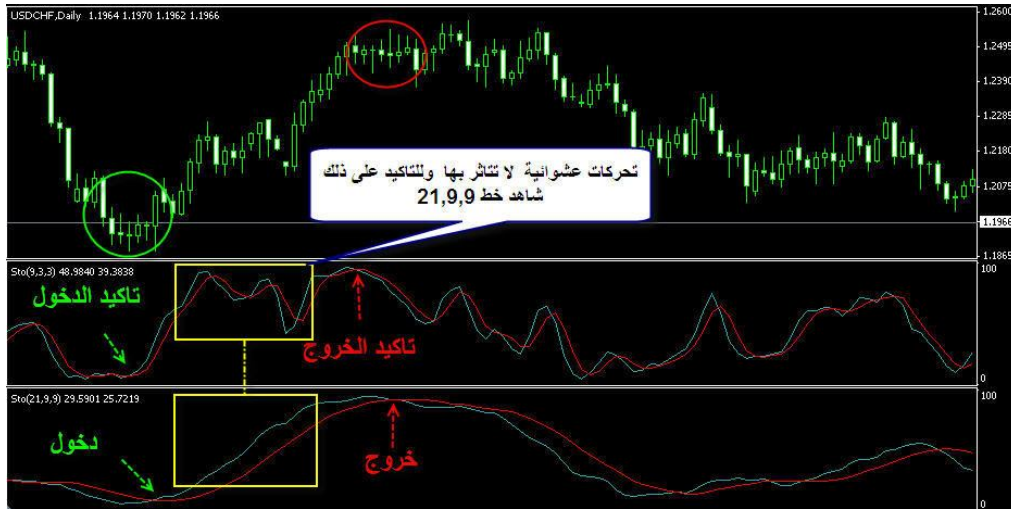 USDCHF,Daily 1.1964 1.1970 1.1962 1.1966
1.2600
1.2495
1.2390
1.2285
1.2180
1.2075
1.1966
1.1865
تحركات عشوائية لا تتاثر بها وللتاكيد على ذلك
شاهد خط 21,9,9
Sto(9,3,3) 48.9840 39.3838
100
تاكيد الدخول
تاكيد الخروج
0
Sto(21,9,9) 29.5901 25.7219
100
دخول
خروج
0